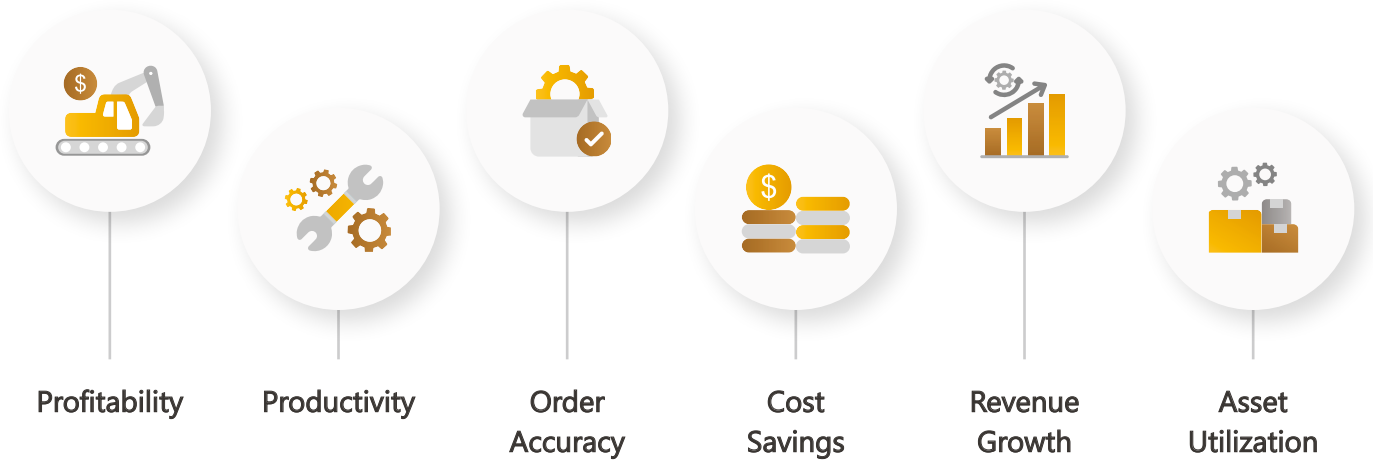 $
$
Profitability
Productivity
Order
Accuracy
Cost
Savings
Revenue
Growth
Asset
Utilization